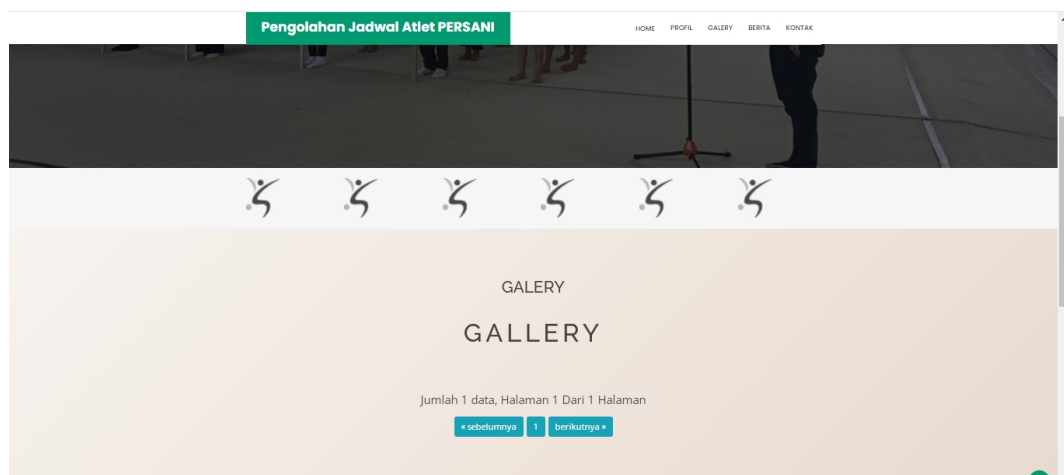 Pengolahan Jadwal Atlet PERSANI
HOME PROFIL GALERY BERITA KONTAK
GALERY
GALLERY
Jumlah 1 data, Halaman 1 Dari 1 Halaman
« sebelumnya 1 berikutnya »